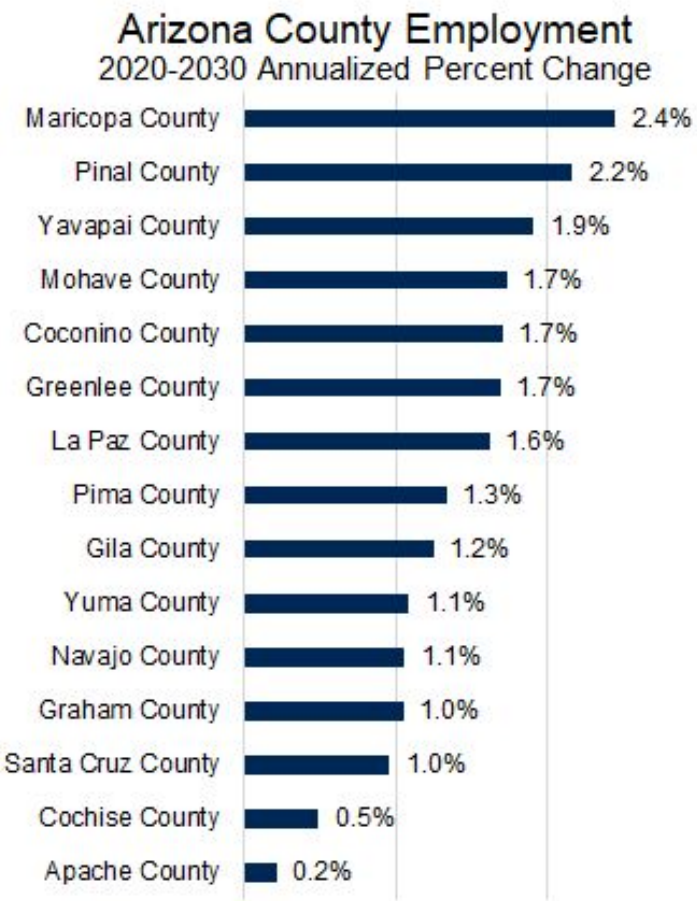 Arizona County Employment
2020-2030 Annualized Percent Change
Maricopa County 2.4%
Pinal County 2.2%
Yavapai County 1.9%
Mohave County 1.7%
Coconino County 1.7%
Greenlee County 1.7%
La Paz County 1.6%
Pima County 1.3%
Gila County 1.2%
Yuma County 1.1%
Navajo County 1.1%
Graham County 1.0%
Santa Cruz County 1.0%
Cochise County 0.5%
Apache County 0.2%